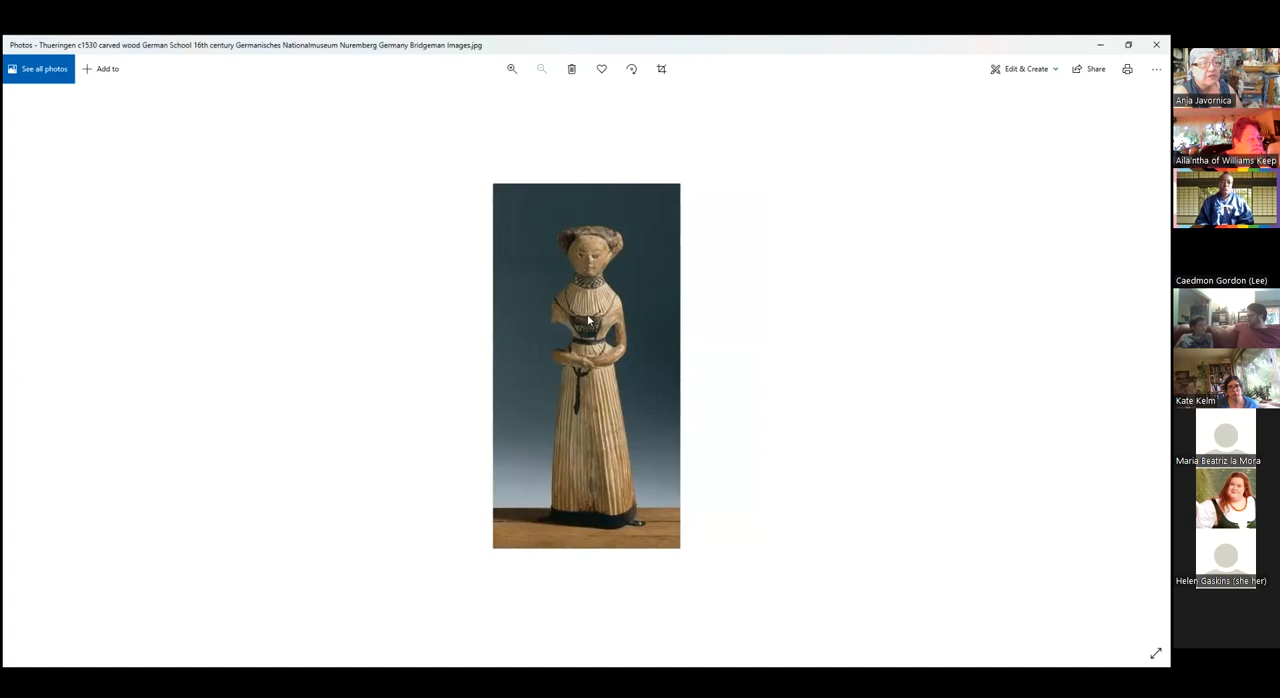 Photos - Thueringen c1530 carved wood German School 16th century Germanisches Nationalmuseum Nuremberg Germany Bridgeman Images.jpg
See all photos
Add to
Edit & Create
Share
Anja Javornica
Aila'ntha of Williams Keep
Caedmon Gordon (Lee)
Kate Kelm
Maria Beatriz la Mora
Helen Gaskins (she her)